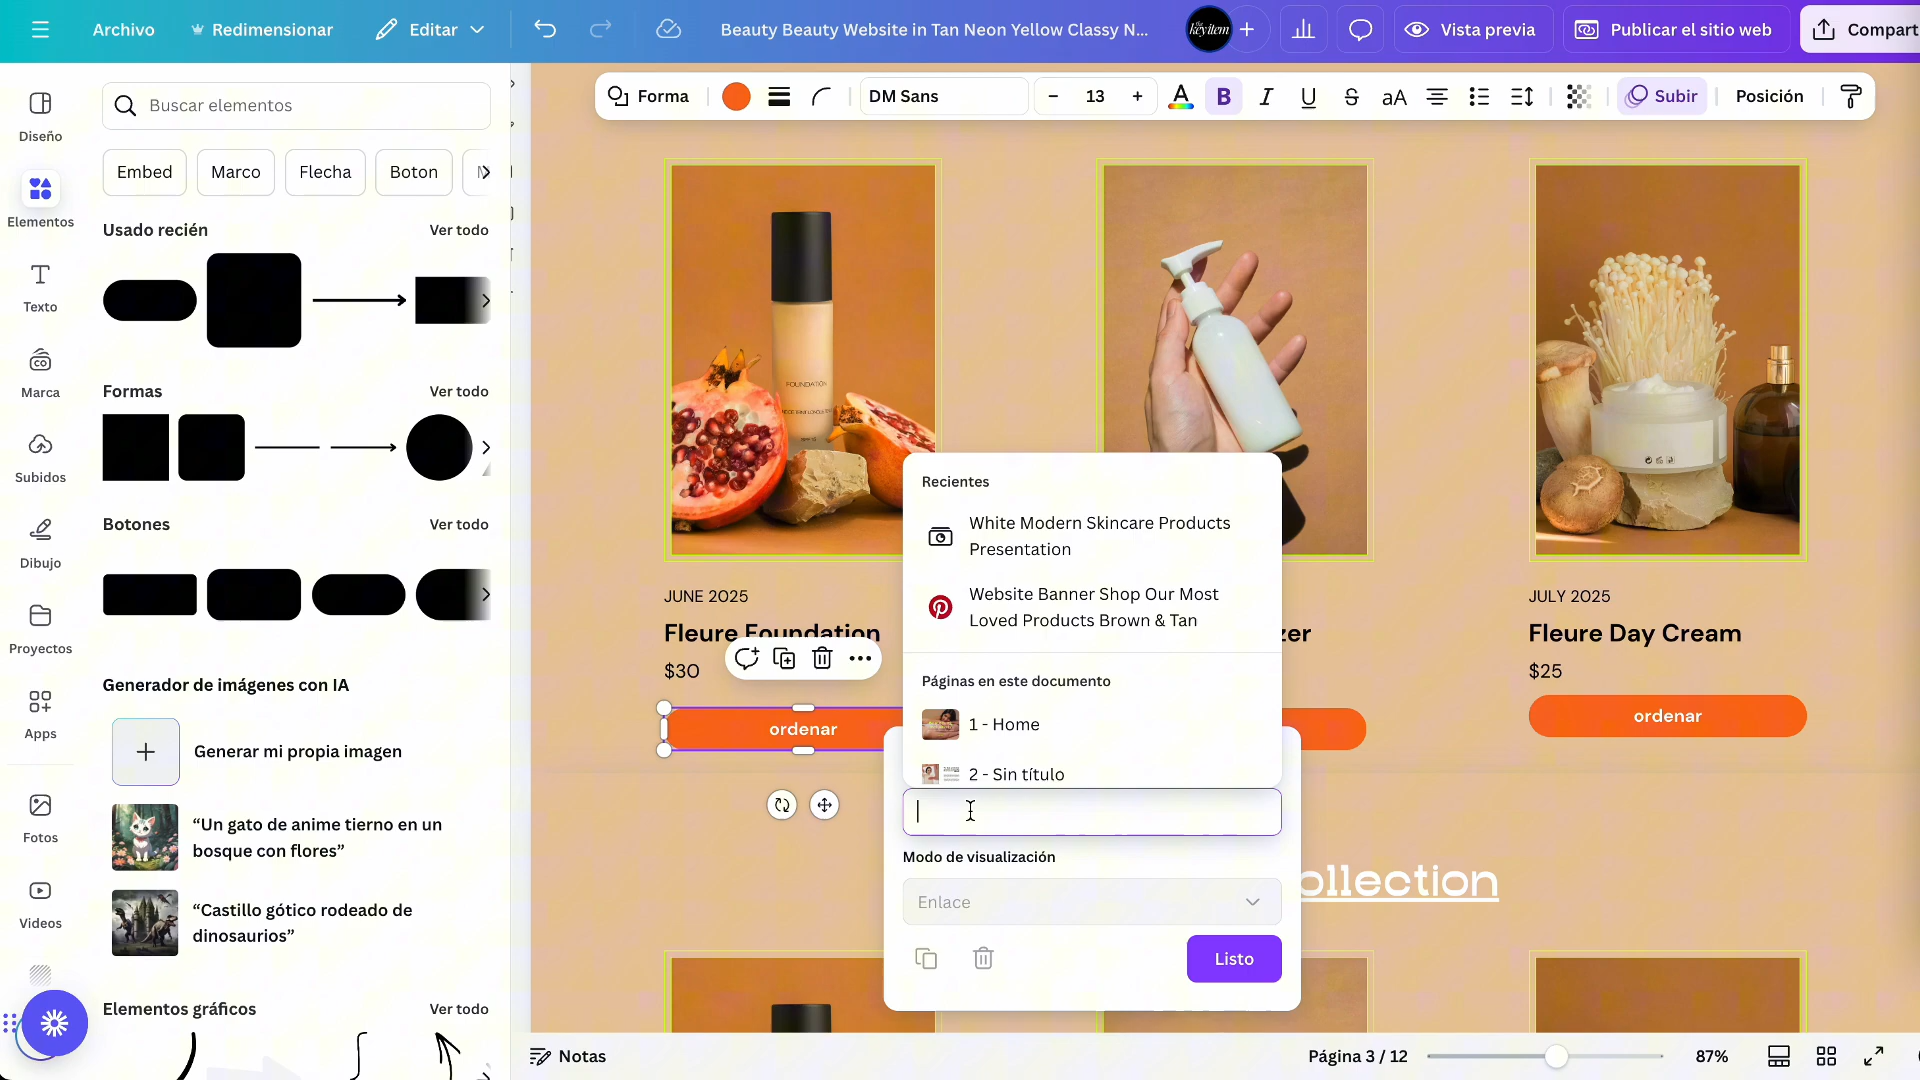 Archivo
Redimensionar
Editar
Beauty Beauty Website in Tan Neon Yellow Classy N...
the keyitem
Vista previa
Publicar el sitio web
Compart
Diseño
Elementos
Texto
Marca
Subidos
Dibujo
Proyectos
Apps
Fotos
Videos
Buscar elementos
Embed
Marco
Flecha
Boton
Usado recién
Ver todo
Formas
Ver todo
Botones
Ver todo
Generador de imágenes con IA
Generar mi propia imagen
“Un gato de anime tierno en un
bosque con flores”
“Castillo gótico rodeado de
dinosaurios”
Elementos gráficos
Ver todo
Forma
DM Sans
– 13 +
A
B
I
U
S
aA
Subir
Posición
FOUNDATION
JUNE 2025
Fleure Foundation
$30
ordenar
zer
JULY 2025
Fleure Day Cream
$25
ordenar
Recientes
White Modern Skincare Products
Presentation
Website Banner Shop Our Most
Loved Products Brown & Tan
Páginas en este documento
1 - Home
2 - Sin título
Modo de visualización
Enlace
Listo
ollection
Notas
Página 3 / 12
87%